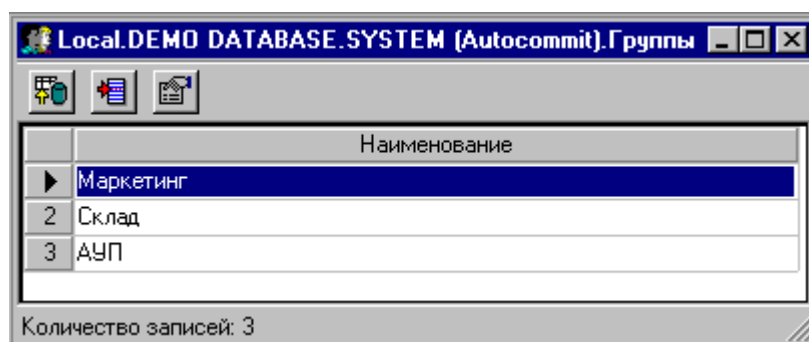 Local.DEMO DATABASE.SYSTEM (Autocommit).Группы
Наименование
Маркетинг
2 Склад
3 АУП
Количество записей: 3